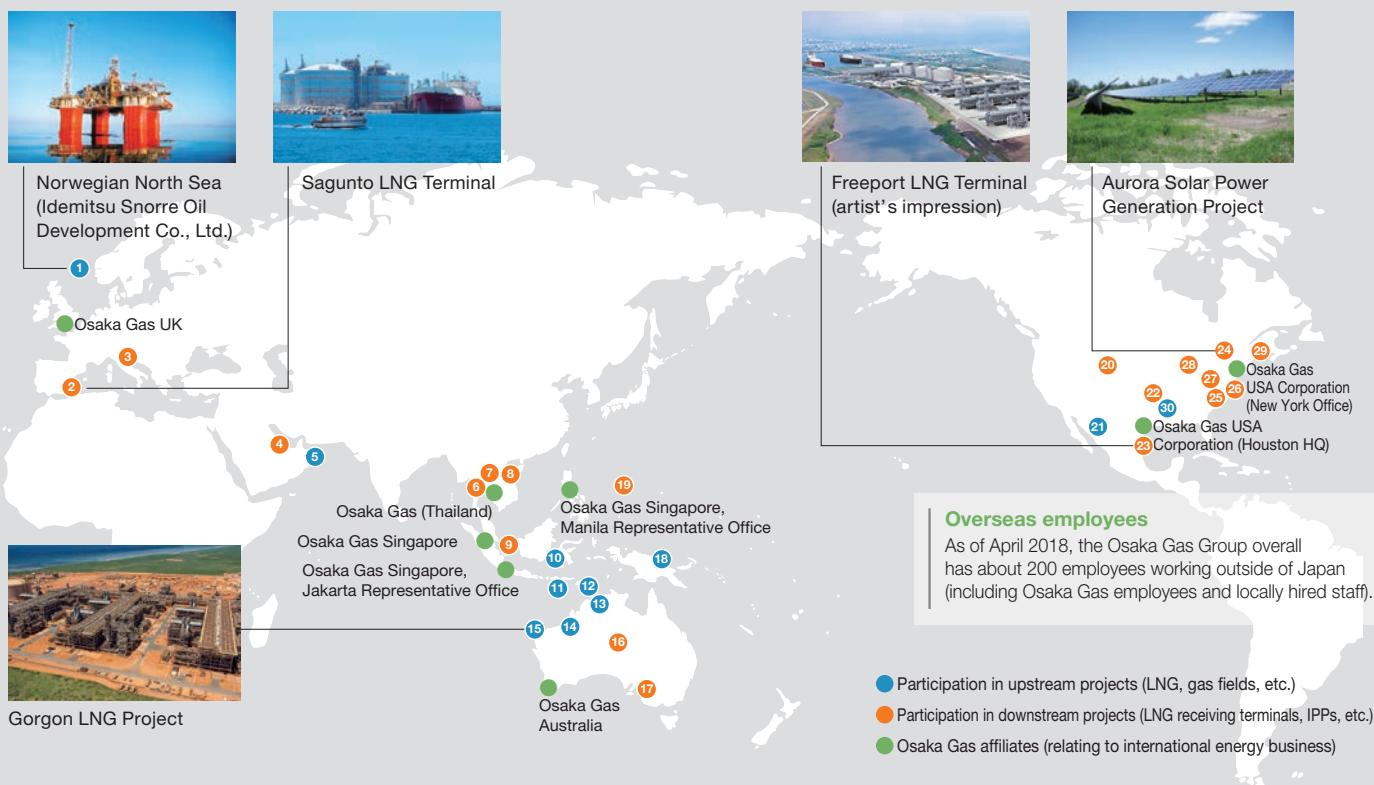 Norwegian North Sea
(Idemitsu Snorre Oil
Development Co., Ltd.)
Sagunto LNG Terminal
Freeport LNG Terminal
(artist's impression)
Aurora Solar Power
Generation Project
1
Osaka Gas UK
3
2
4
5
6
7
8
Osaka Gas (Thailand)
Osaka Gas Singapore
9
Osaka Gas Singapore,
Jakarta Representative Office
Osaka Gas Singapore,
Manila Representative Office
19
10
18
11
12
13
14
15
16
17
Osaka Gas
Australia
Gorgon LNG Project
20
24
29
28
27
22
25
26
30
21
23
Osaka Gas
USA Corporation
(New York Office)
Osaka Gas USA
Corporation (Houston HQ)
Overseas employees
As of April 2018, the Osaka Gas Group overall
has about 200 employees working outside of Japan
(including Osaka Gas employees and locally hired staff).
Participation in upstream projects (LNG, gas fields, etc.)
Participation in downstream projects (LNG receiving terminals, IPPs, etc.)
Osaka Gas affiliates (relating to international energy business)